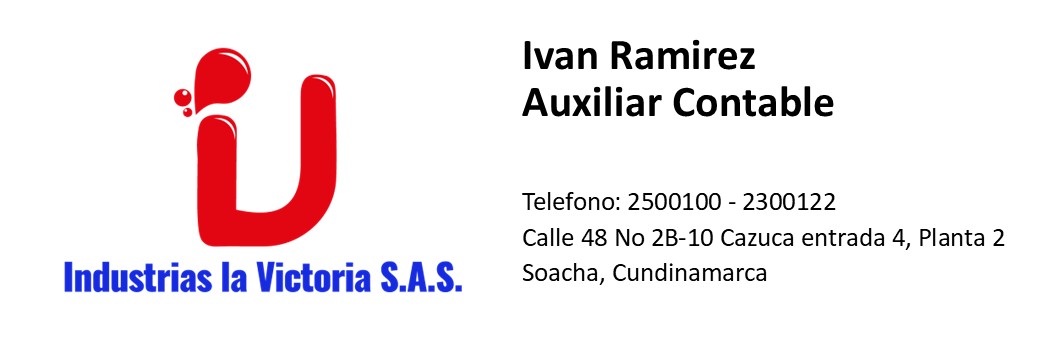 Ivan Ramirez
Auxiliar Contable
Telefono: 2500100 - 2300122
Calle 48 No 2B-10 Cazuca entrada 4, Planta 2
Soacha, Cundinamarca
Industrias la Victoria S.A.S.